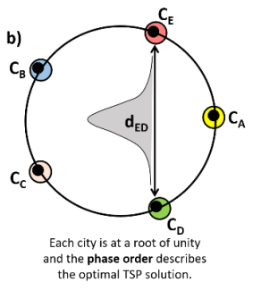 b)
C_E
C_B
d_ED
C_A
C_C
C_D
Each city is at a root of unity
and the phase order describes
the optimal TSP solution.